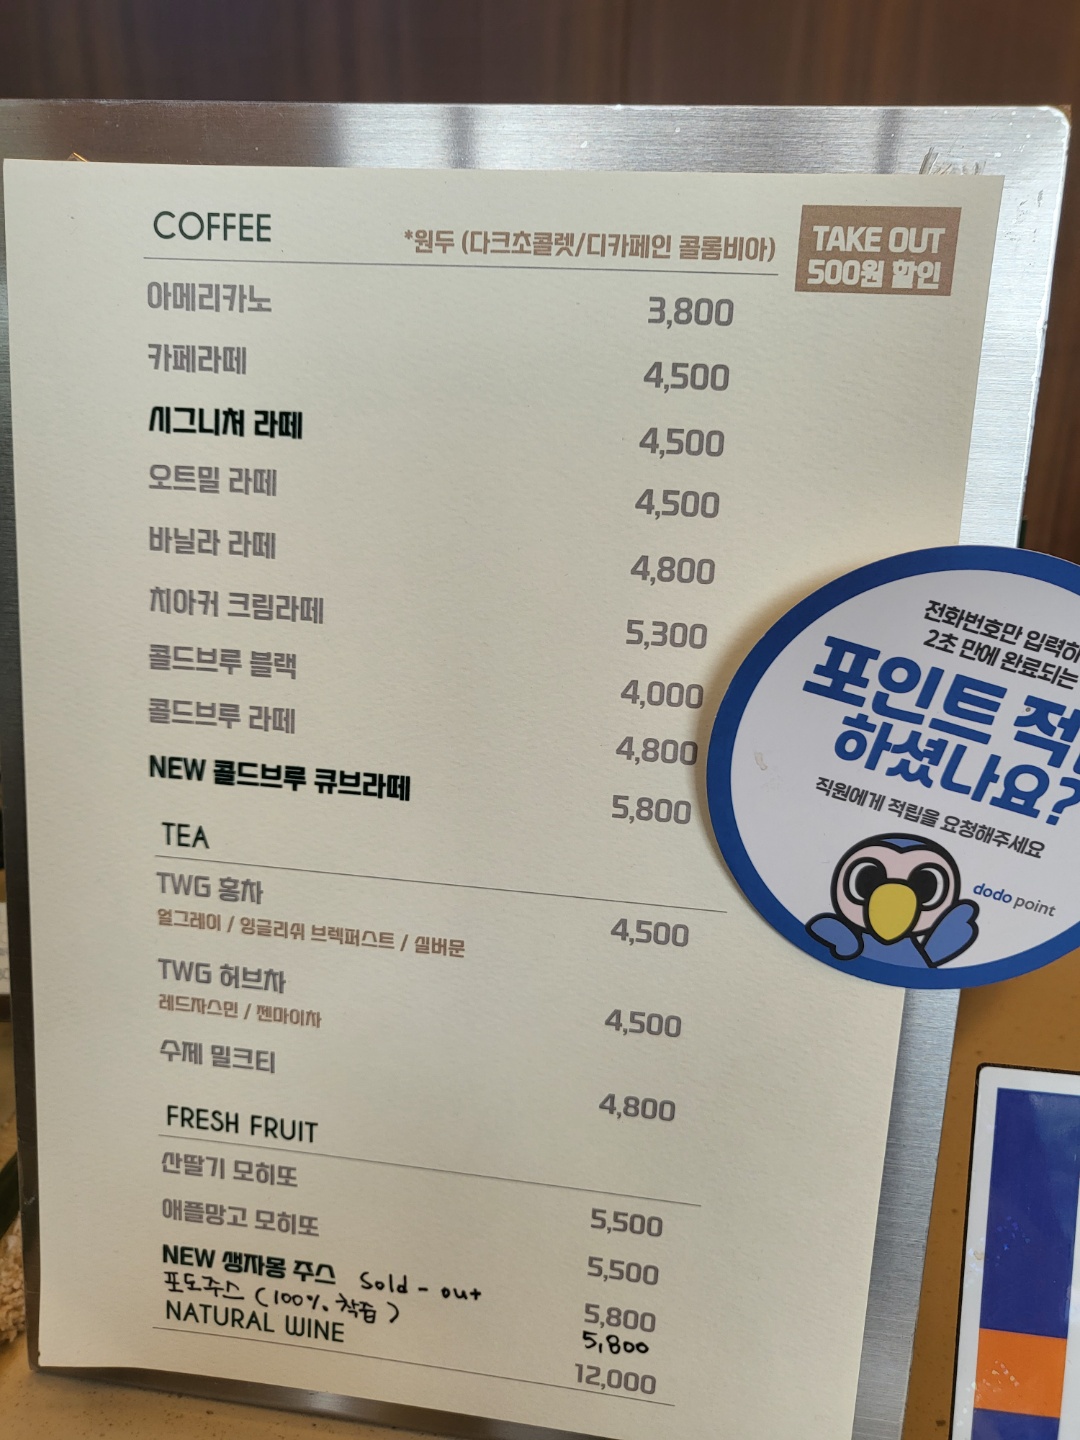 COFFEE
*원두 (다크초콜렛/디카페인 콜롬비아)
TAKE OUT
500원 할인
아메리카노 3,800
카페라떼 4,500
시그니처 라떼 4,500
오트밀 라떼 4,500
바닐라 라떼 4,800
치아커 크림라떼 5,300
콜드브루 블랙 4,000
콜드브루 라떼 4,800
NEW 콜드브루 큐브라떼 5,800
TEA
TWG 홍차 4,500
얼그레이 / 잉글리쉬 브렉퍼스트 / 실버문
TWG 허브차 4,500
레드자스민 / 젠마이차
수제 밀크티 4,800
FRESH FRUIT
산딸기 모히또 5,500
애플망고 모히또 5,500
NEW 생자몽 주스 Sold - out 5,800
포도주스 (100% 착즙) 5,800
NATURAL WINE 12,000
전화번호만 입력하
2초 만에 완료되는
포인트 적
하셨나요?
직원에게 적립을 요청해주세요
dodo point